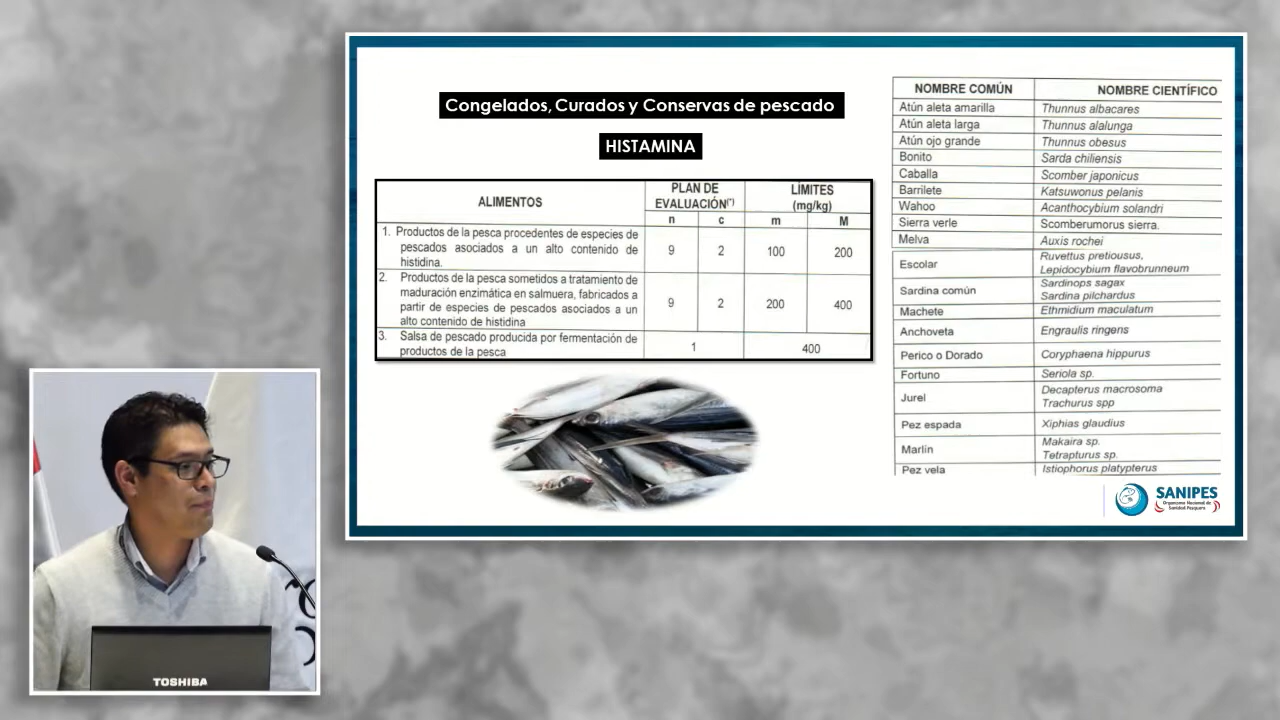 Congelados, Curados y Conservas de pescado
HISTAMINA
ALIMENTOS
PLAN DE
EVALUACIÓN(*)
LÍMITES
(mg/kg)
n
c
m
M
1. Productos de la pesca procedentes de especies de
pescados asociados a un alto contenido de
histidina.
9
2
100
200
2. Productos de la pesca sometidos a tratamiento de
maduración enzimática en salmuera, fabricados a
partir de especies de pescados asociados a un
alto contenido de histidina
9
2
200
400
3. Salsa de pescado producida por fermentación de
productos de la pesca
1
400
NOMBRE COMÚN NOMBRE CIENTÍFICO
Atún aleta amarilla Thunnus albacares
Atún aleta larga Thunnus alalunga
Atún ojo grande Thunnus obesus
Bonito Sarda chiliensis
Caballa Scomber japonicus
Barrilete Katsuwonus pelanis
Wahoo Acanthocybium solandri
Sierra verle Scomberumorus sierra.
Melva Auxis rochei
Escolar Ruvettus pretiousus,
Lepidocybium flavobrunneum
Sardina común Sardinops sagax
Sardina pilchardus
Machete Ethmidium maculatum
Anchoveta Engraulis ringens
Perico o Dorado Coryphaena hippurus
Fortuno Seriola sp.
Jurel Decapterus macrosoma
Trachurus spp
Pez espada Xiphias glaudius
Marlín Makaira sp.
Tetrapturus sp.
Pez vela Istiophorus platypterus
SANIPES
Organismo Nacional de
Sanidad Pesquera
TOSHIBA